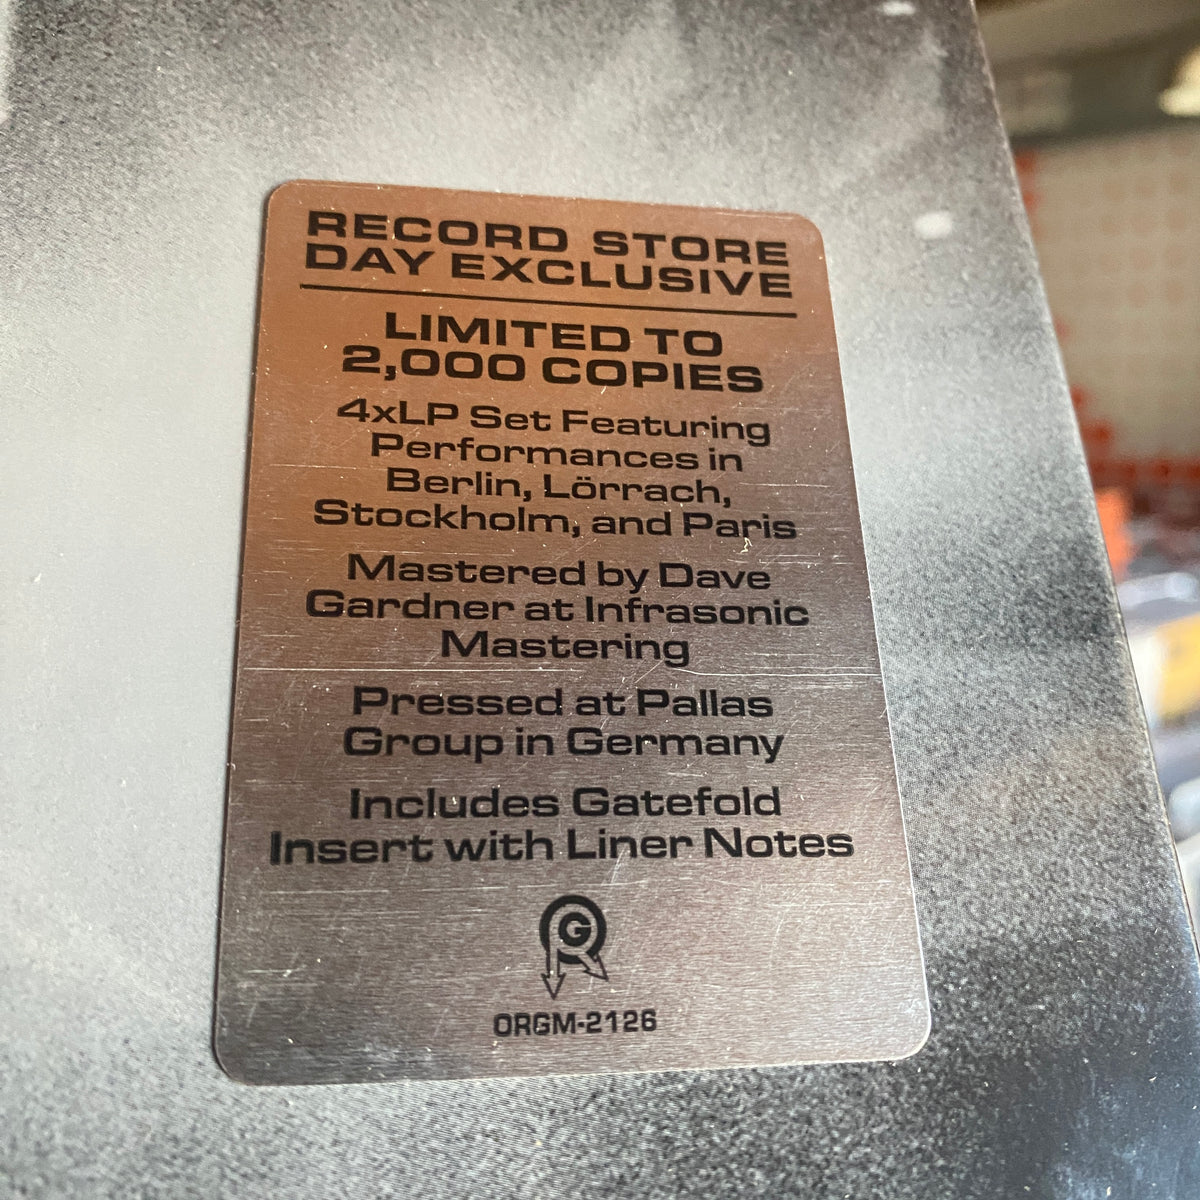 RECORD STORE
DAY EXCLUSIVE
LIMITED TO
2,000 COPIES
4xLP Set Featuring
Performances in
Berlin, Lörrach,
Stockholm, and Paris
Mastered by Dave
Gardner at Infrasonic
Mastering
Pressed at Pallas
Group in Germany
Includes Gatefold
Insert with Liner Notes
G
ORGM-2126